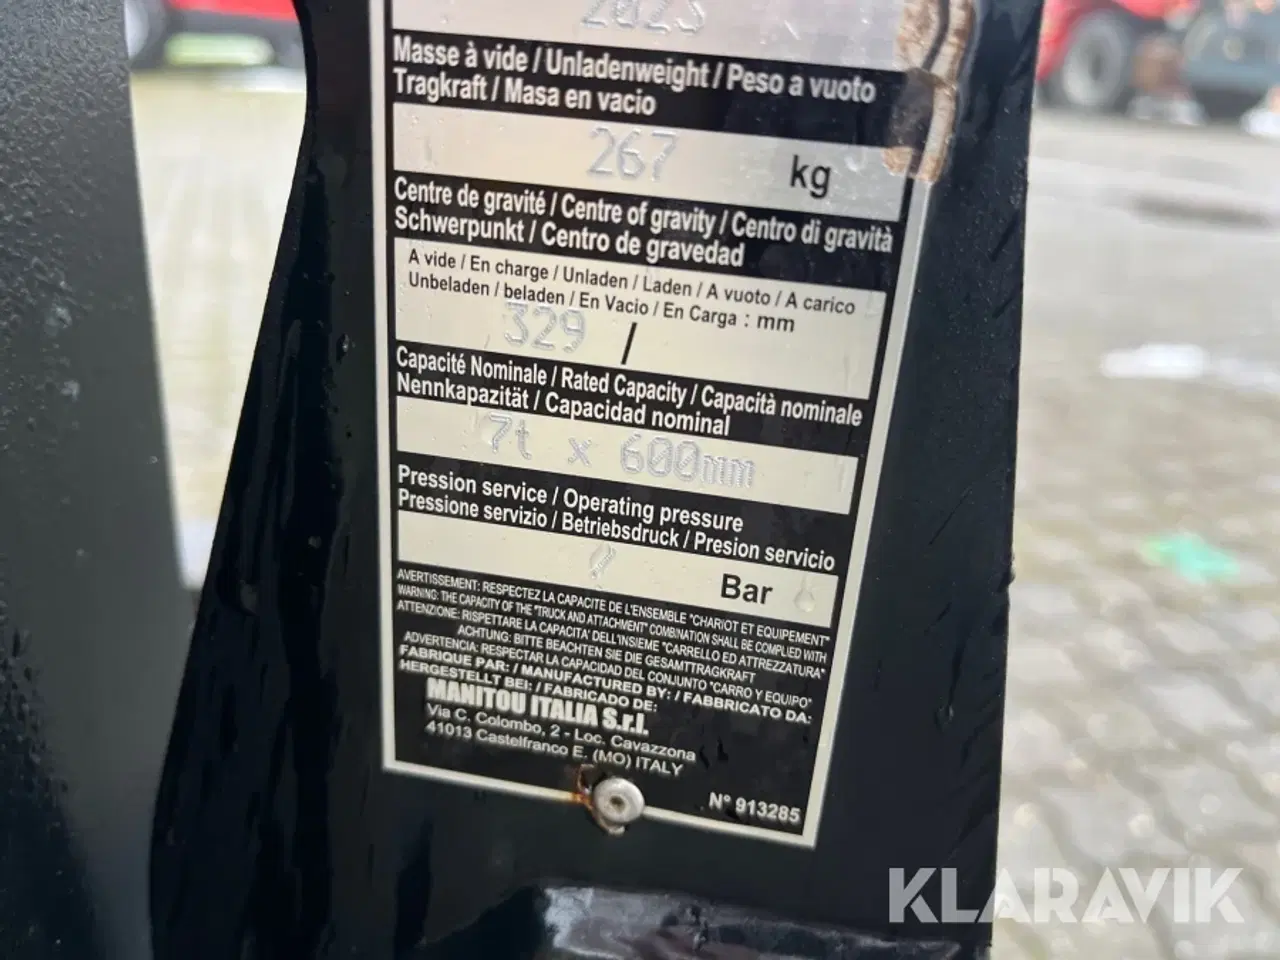 2023
Masse à vide / Unladenweight / Peso a vuoto
Tragkraft / Masa en vacio
267 kg
Centre de gravité / Centre of gravity / Centro di gravità
Schwerpunkt / Centro de gravedad
A vide / En charge / Unladen / Laden / A vuoto / A carico
Unbeladen / beladen / En Vacio / En Carga : mm
329 /
Capacité Nominale / Rated Capacity / Capacità nominale
Nennkapazität / Capacidad nominal
7t x 600mm
Pression service / Operating pressure
Pressione servizio / Betriebsdruck / Presion servicio
/ Bar
AVERTISSEMENT: RESPECTEZ LA CAPACITE DE L'ENSEMBLE "CHARIOT ET EQUIPEMENT"
WARNING: THE CAPACITY OF THE "TRUCK AND ATTACHMENT" COMBINATION SHALL BE COMPLIED WITH
ATTENZIONE: RISPETTARE LA CAPACITA' DELL'INSIEME "CARRELLO ED ATTREZZATURA"
ACHTUNG: BITTE BEACHTEN SIE DIE GESAMTTRAGKRAFT
ADVERTENCIA: RESPECTAR LA CAPACIDAD DEL CONJUNTO "CARRO Y EQUIPO"
FABRIQUE PAR: / MANUFACTURED BY: / FABBRICATO DA:
HERGESTELLT BEI: / FABRICADO DE:
MANITOU ITALIA S.r.l.
Via C. Colombo, 2 - Loc. Cavazzona
41013 Castelfranco E. (MO) ITALY
N° 913285
KLARAVIK